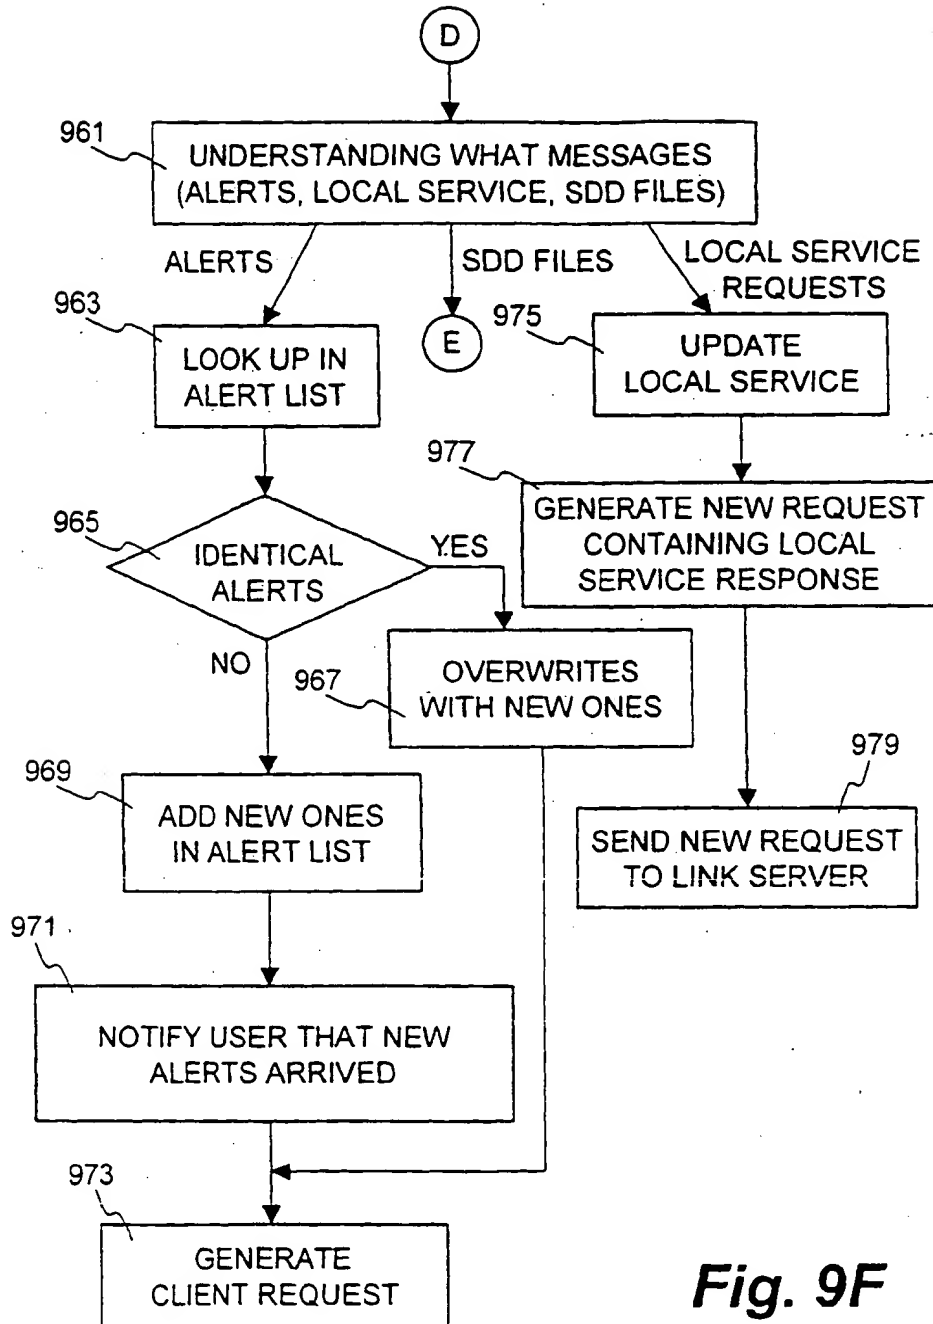 D
961
UNDERSTANDING WHAT MESSAGES
(ALERTS, LOCAL SERVICE, SDD FILES)
ALERTS
SDD FILES
LOCAL SERVICE
REQUESTS
963
LOOK UP IN
ALERT LIST
E
975
UPDATE
LOCAL SERVICE
977
GENERATE NEW REQUEST
CONTAINING LOCAL
SERVICE RESPONSE
965
IDENTICAL
ALERTS
YES
NO
967
OVERWRITES
WITH NEW ONES
979
SEND NEW REQUEST
TO LINK SERVER
969
ADD NEW ONES
IN ALERT LIST
971
NOTIFY USER THAT NEW
ALERTS ARRIVED
973
GENERATE
CLIENT REQUEST
Fig. 9F